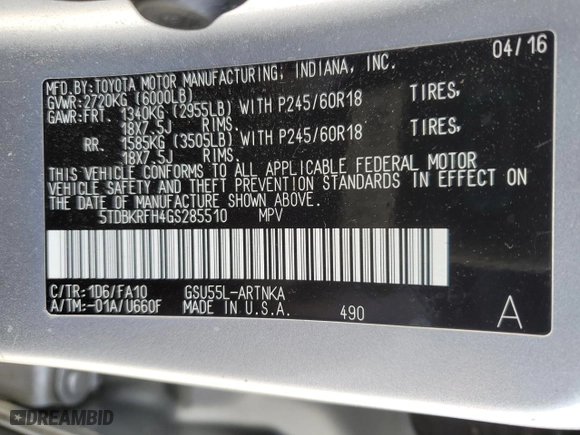 04/16
MFD.BY:TOYOTA MOTOR MANUFACTURING, INDIANA, INC.
GVWR:2720KG (6000LB)
GAWR:FRT. 1340KG (2955LB) WITH P245/60R18 TIRES,
18X7.5J RIMS.
RR. 1585KG (3505LB) WITH P245/60R18 TIRES,
18X7.5J RIMS.
THIS VEHICLE CONFORMS TO ALL APPLICABLE FEDERAL MOTOR
VEHICLE SAFETY AND THEFT PREVENTION STANDARDS IN EFFECT ON
THE DATE OF MANUFACTURE SHOWN ABOVE.
5TDBKRFH4GS285510 MPV
C/TR:1D6/FA10 GSU55L-ARTNKA
A/TM:-01A/U660F MADE IN U.S.A. 490 A
DREAMBID